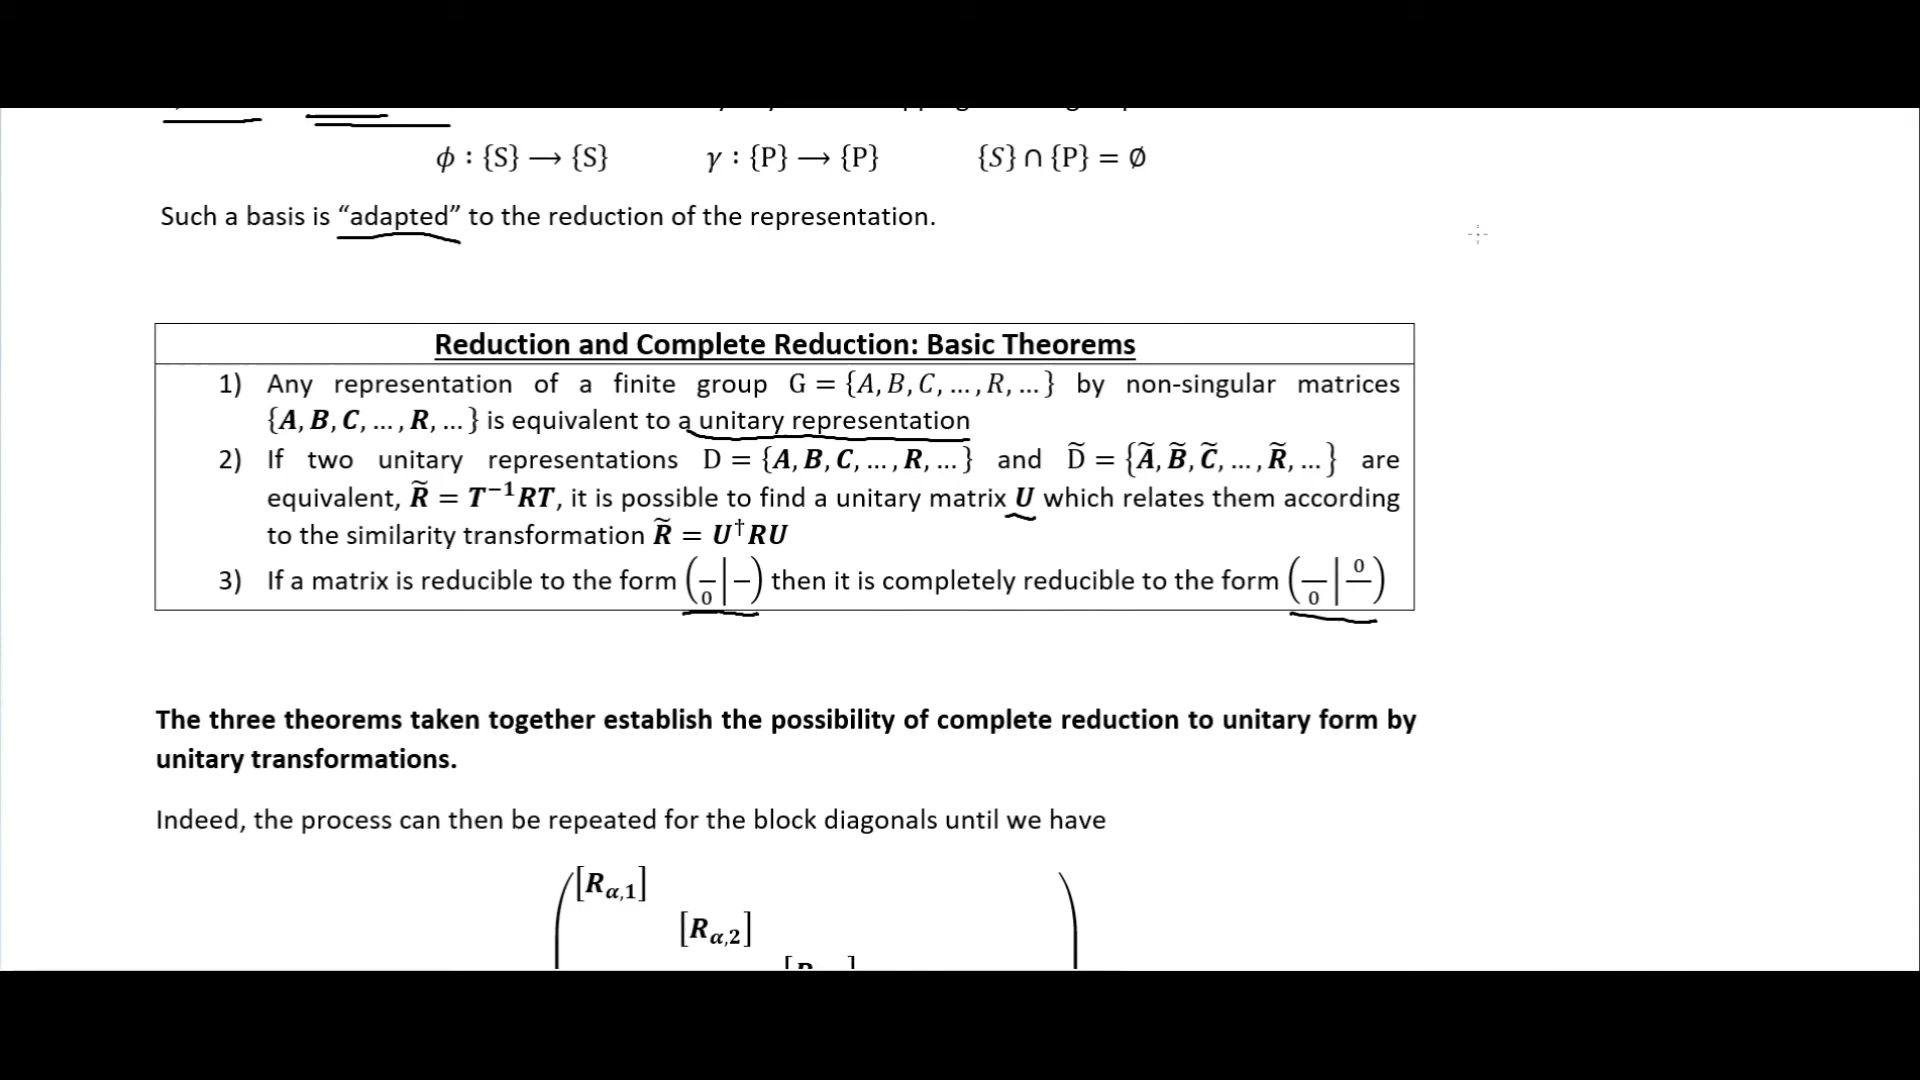 ϕ : {S} ⟶ {S} γ : {P} ⟶ {P} {S} ∩ {P} = ∅
Such a basis is “adapted” to the reduction of the representation.
Reduction and Complete Reduction: Basic Theorems
1) Any representation of a finite group G = {A, B, C, … , R, … } by non-singular matrices
{A, B, C, … , R, … } is equivalent to a unitary representation
2) If two unitary representations D = {A, B, C, … , R, … } and D̃ = {Ã, B̃, C̃, … , R̃, … } are
equivalent, R̃ = T⁻¹RT, it is possible to find a unitary matrix U which relates them according
to the similarity transformation R̃ = U†RU
3) If a matrix is reducible to the form (—/0 | —) then it is completely reducible to the form (—/0 | 0/—)
The three theorems taken together establish the possibility of complete reduction to unitary form by
unitary transformations.
Indeed, the process can then be repeated for the block diagonals until we have
[R_α,1]
[R_α,2]